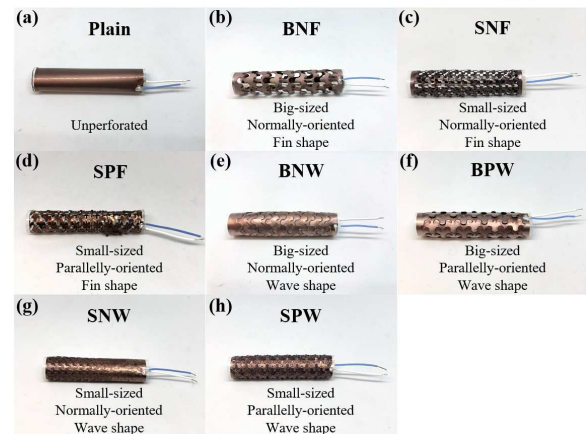 (a) Plain
Unperforated
(b) BNF
Big-sized
Normally-oriented
Fin shape
(c) SNF
Small-sized
Normally-oriented
Fin shape
(d) SPF
Small-sized
Parallelly-oriented
Fin shape
(e) BNW
Big-sized
Normally-oriented
Wave shape
(f) BPW
Big-sized
Parallelly-oriented
Wave shape
(g) SNW
Small-sized
Normally-oriented
Wave shape
(h) SPW
Small-sized
Parallelly-oriented
Wave shape